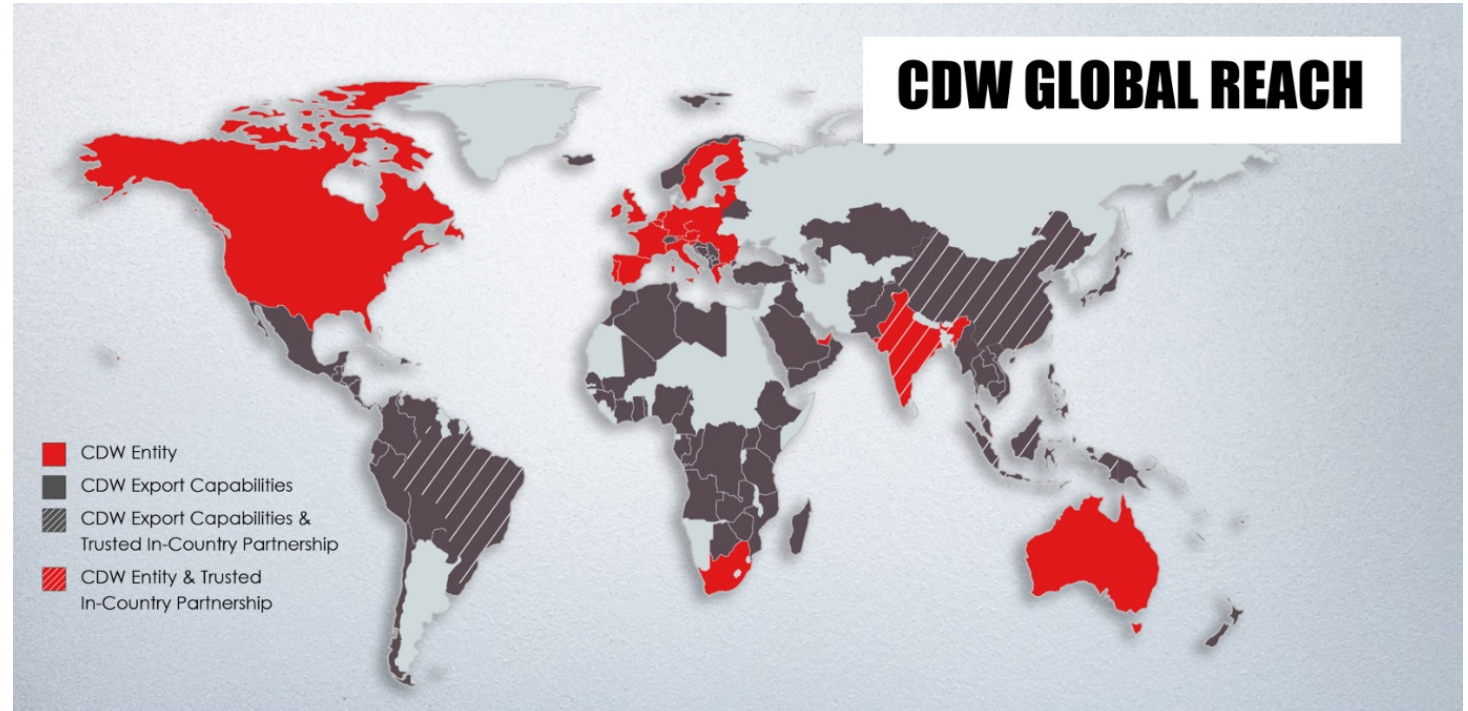 CDW GLOBAL REACH
CDW Entity
CDW Export Capabilities
CDW Export Capabilities &
Trusted In-Country Partnership
CDW Entity & Trusted
In-Country Partnership